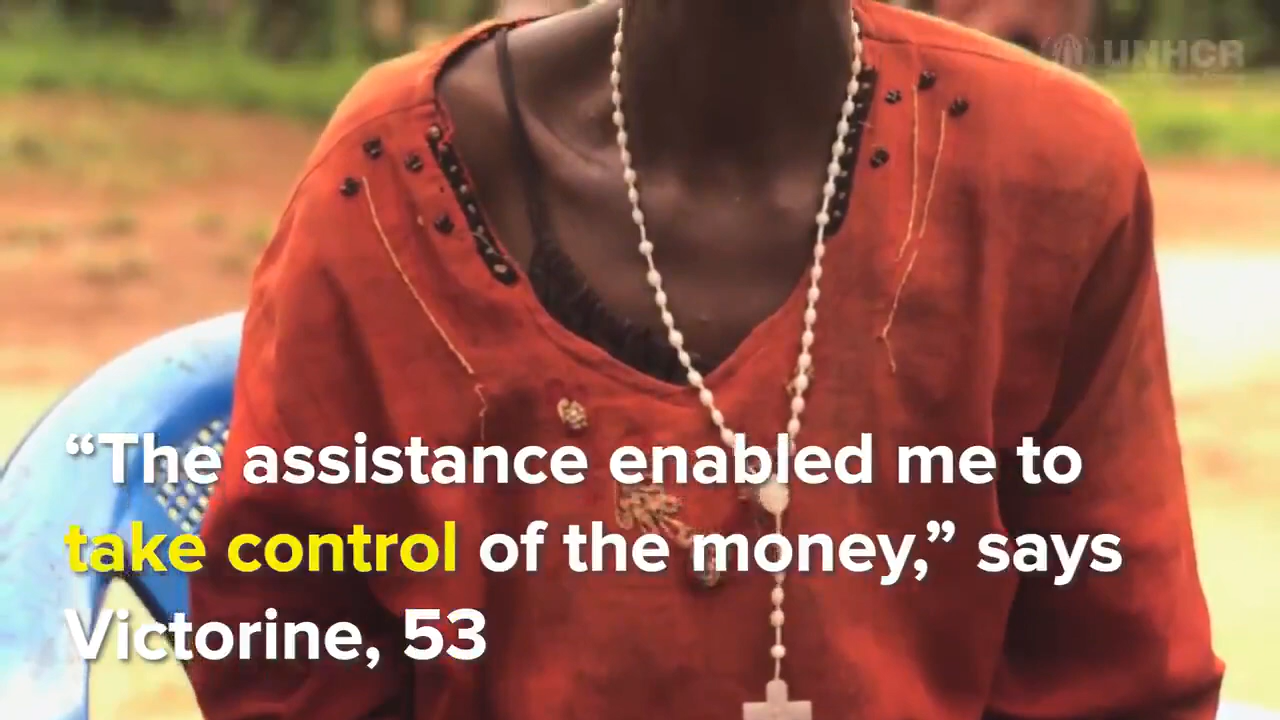 UNHCR
“The assistance enabled me to
take control of the money,” says
Victorine, 53